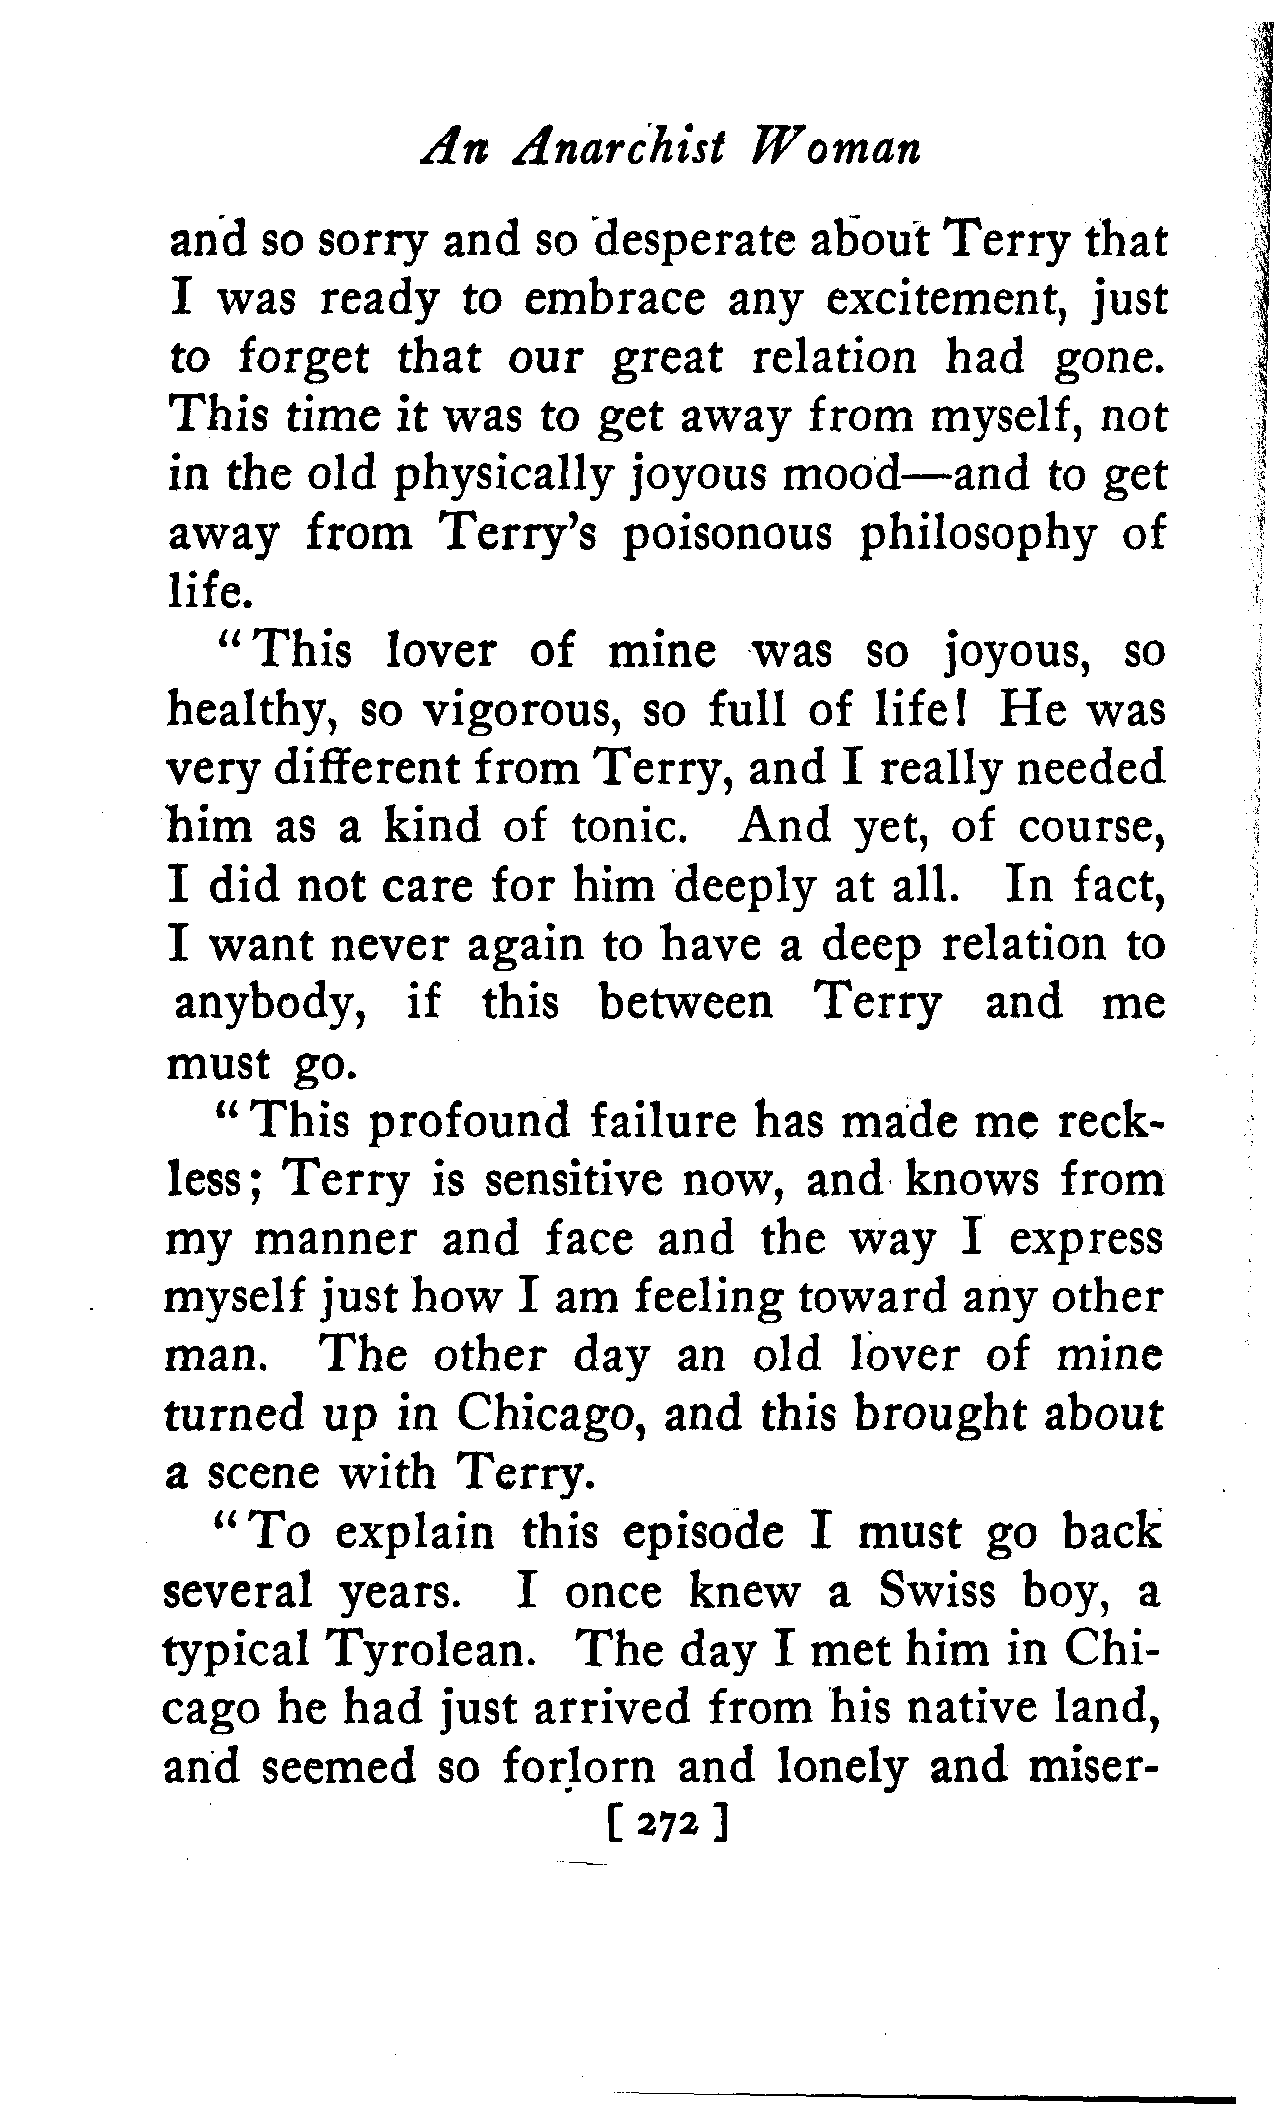 An Anarchist Woman
and so sorry and so desperate about Terry that
I was ready to embrace any excitement, just
to forget that our great relation had gone.
This time it was to get away from myself, not
in the old physically joyous mood—and to get
away from Terry's poisonous philosophy of
life.
"This lover of mine was so joyous, so
healthy, so vigorous, so full of life! He was
very different from Terry, and I really needed
him as a kind of tonic. And yet, of course,
I did not care for him deeply at all. In fact,
I want never again to have a deep relation to
anybody, if this between Terry and me
must go.
"This profound failure has made me reck-
less; Terry is sensitive now, and knows from
my manner and face and the way I express
myself just how I am feeling toward any other
man. The other day an old lover of mine
turned up in Chicago, and this brought about
a scene with Terry.
"To explain this episode I must go back
several years. I once knew a Swiss boy, a
typical Tyrolean. The day I met him in Chi-
cago he had just arrived from his native land,
and seemed so forlorn and lonely and miser-
[ 272 ]